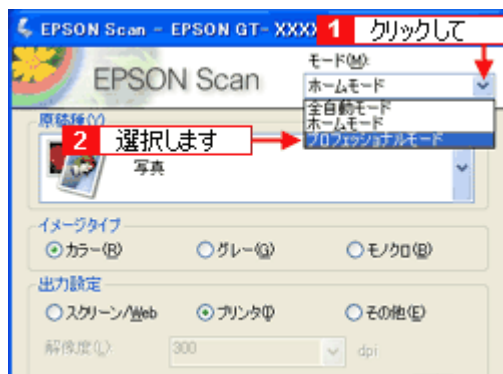 EPSON Scan - EPSON GT-XXXX
1 クリックして
EPSON Scan
モード(M):
ホームモード
全自動モード
ホームモード
プロフェッショナルモード
原稿種(Y)
2 選択します
写真
イメージタイプ
カラー(R) グレー(G) モノクロ(B)
出力設定
スクリーン/Web プリンタ(I) その他(E)
解像度(L): 300 dpi